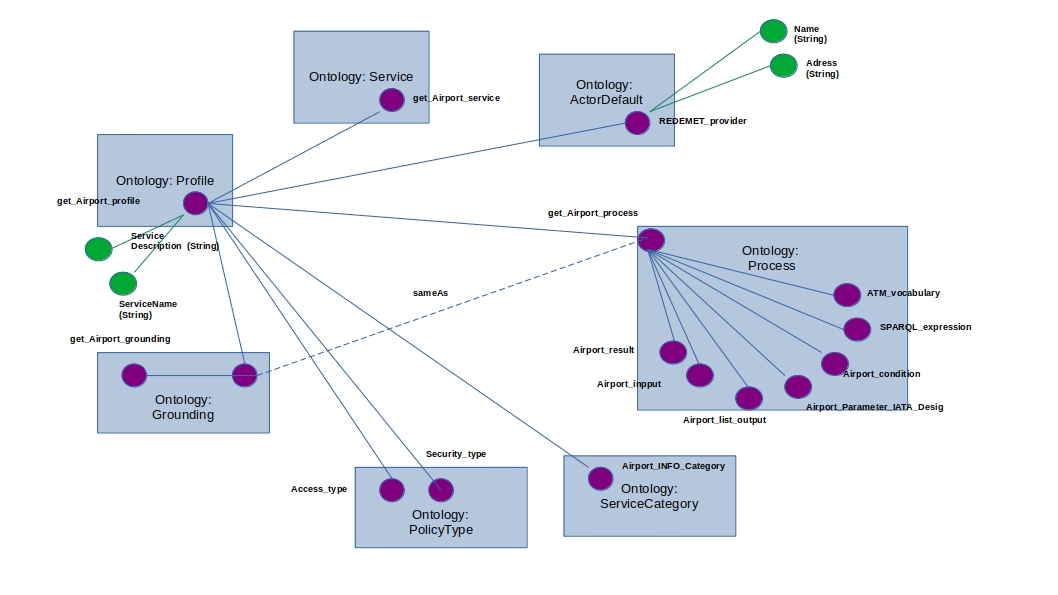 Name
(String)
Adress
(String)
Ontology: Service
get_Airport_service
Ontology:
ActorDefault
REDEMET_provider
Ontology: Profile
get_Airport_profile
Service
Description (String)
ServiceName
(String)
get_Airport_process
Ontology:
Process
ATM_vocabulary
SPARQL_expression
Airport_condition
Airport_Parameter_IATA_Desig
Airport_list_output
Airport_inpput
Airport_result
sameAs
get_Airport_grounding
Ontology:
Grounding
Security_type
Access_type
Ontology:
PolicyType
Airport_INFO_Category
Ontology:
ServiceCategory